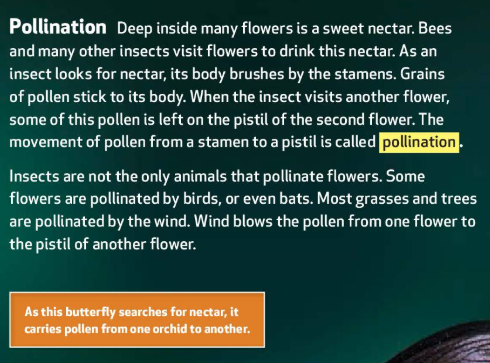 Pollination Deep inside many flowers is a sweet nectar. Bees
and many other insects visit flowers to drink this nectar. As an
insect looks for nectar, its body brushes by the stamens. Grains
of pollen stick to its body. When the insect visits another flower,
some of this pollen is left on the pistil of the second flower. The
movement of pollen from a stamen to a pistil is called pollination.
Insects are not the only animals that pollinate flowers. Some
flowers are pollinated by birds, or even bats. Most grasses and trees
are pollinated by the wind. Wind blows the pollen from one flower to
the pistil of another flower.
As this butterfly searches for nectar, it
carries pollen from one orchid to another.